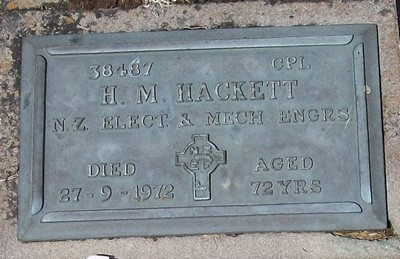 38487 CPL
H. M. HACKETT
N.Z. ELECT. & MECH ENGRS.
DIED AGED
27-9-1972 72 YRS